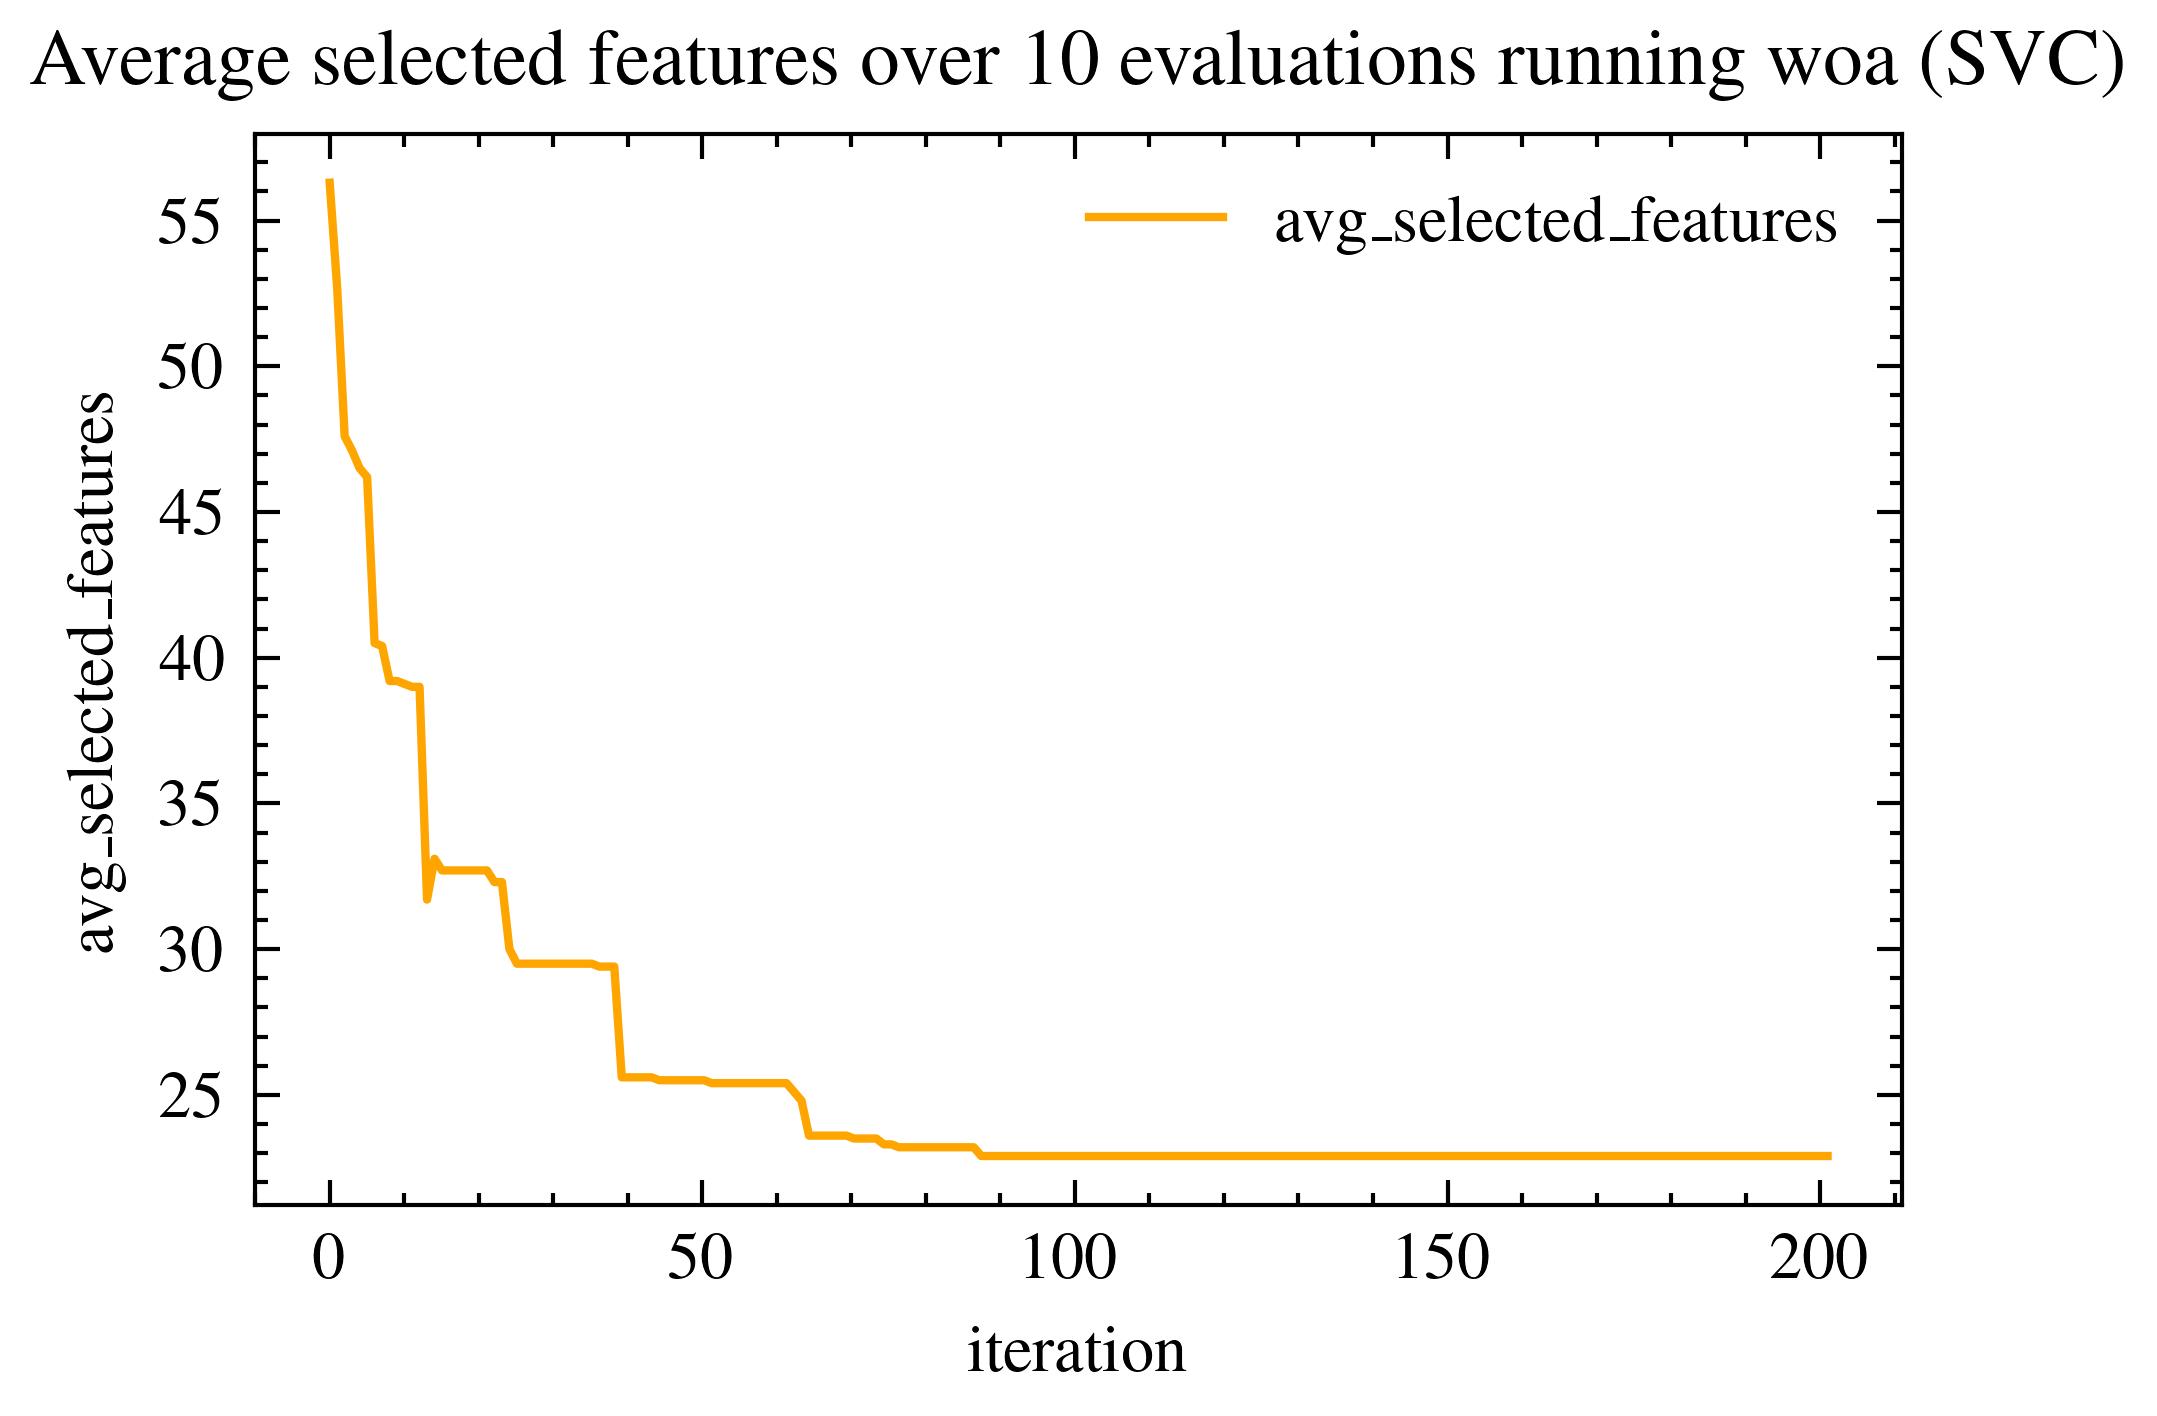 Average selected features over 10 evaluations running woa (SVC)
avg_selected_features
55
50
45
40
35
30
25
avg_selected_features
0 50 100 150 200
iteration